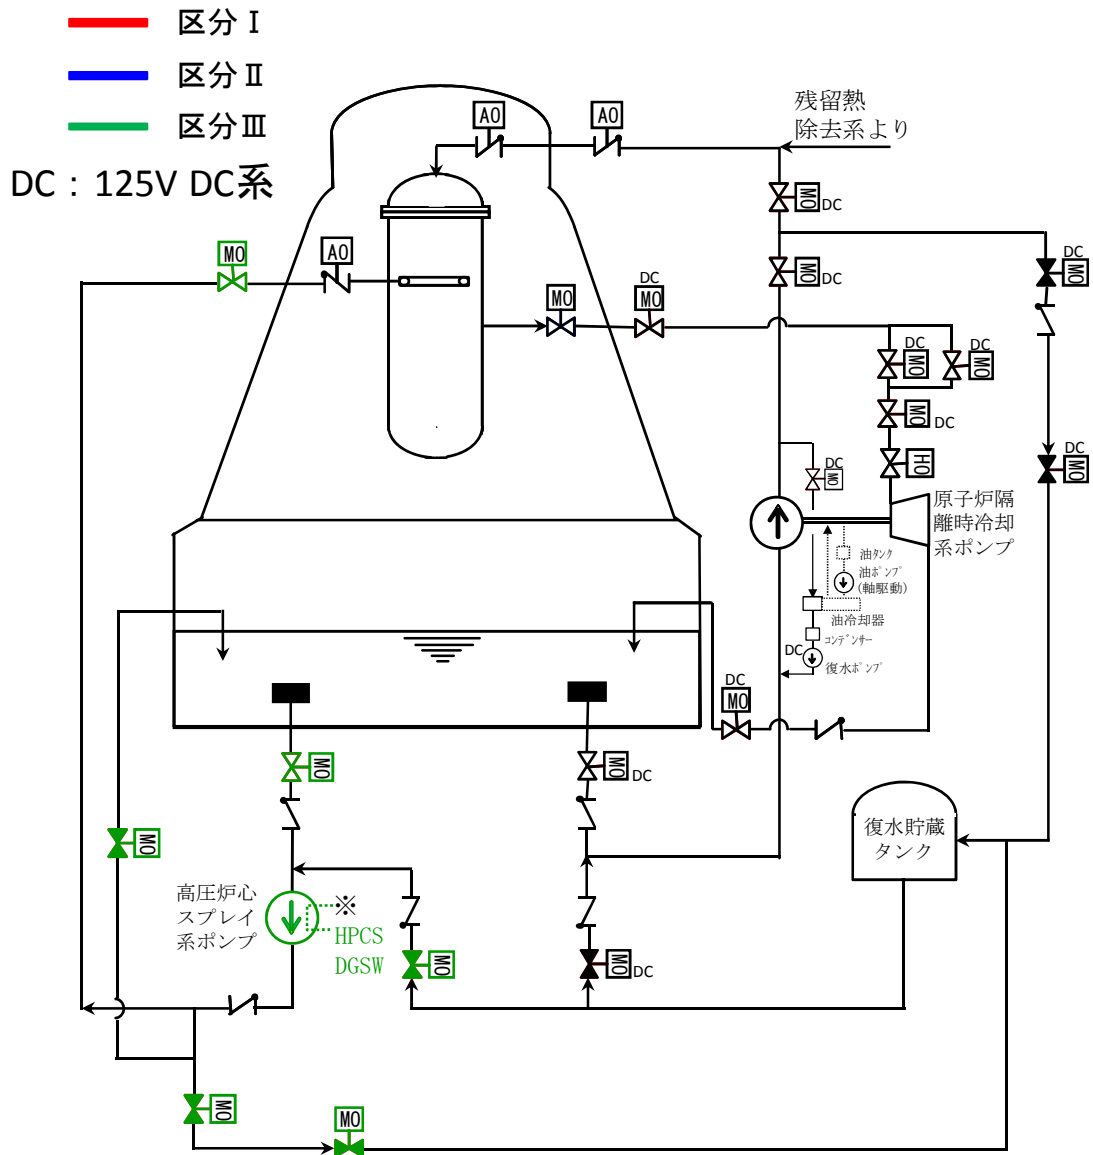 区分Ⅰ
区分Ⅱ
区分Ⅲ
DC：125V DC系
残留熱
除去系より
AO
AO
MO
DC
MO
AO
MO
DC
DC
MO
MO
DC
MO
DC
MO
DC
MO
DC
MO
MO
DC
HO
DC
MO
DC
MO
原子炉隔
離時冷却
系ポンプ
油タンク
油ポンプ
(軸駆動)
油冷却器
コンデンサー
DC
復水ポンプ
DC
MO
MO
MO
DC
MO
復水貯蔵
タンク
高圧炉心
スプレイ
系ポンプ
※
HPCS
DGSW
MO
MO
DC
MO
MO